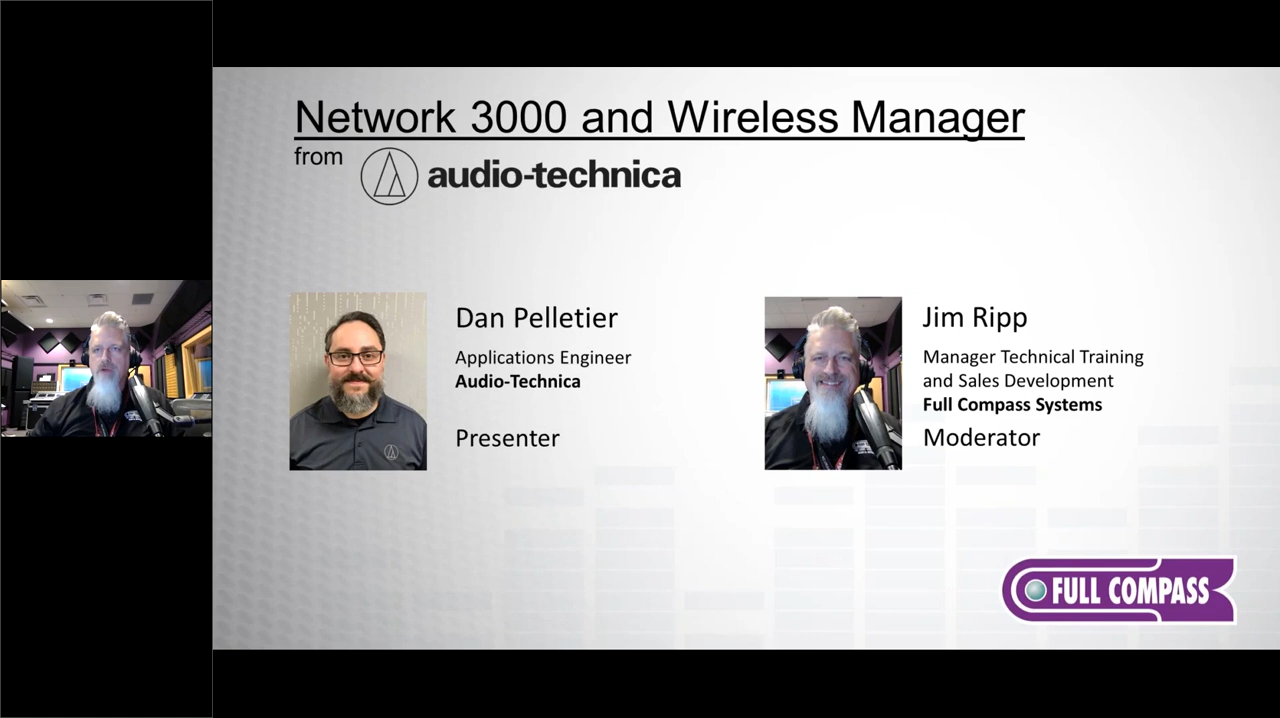 Network 3000 and Wireless Manager
from
audio-technica
Dan Pelletier
Applications Engineer
Audio-Technica
Presenter
Jim Ripp
Manager Technical Training
and Sales Development
Full Compass Systems
Moderator
FULL COMPASS